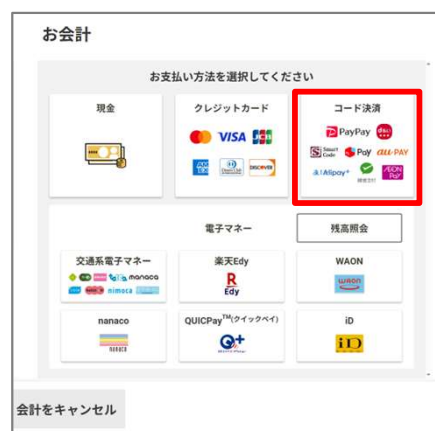 お会計
お支払い方法を選択してください
現金
クレジットカード
コード決済
VISA JCB
DISCOVER
PayPay d払い
Smart Code Pay au PAY
Alipay+ AEON Pay
電子マネー
残高照会
交通系電子マネー
楽天Edy
WAON
manaca
nimoca
R Edy
WAON
nanaco
QUICPay™(クイックペイ)
iD
nanaco
iD
会計をキャンセル